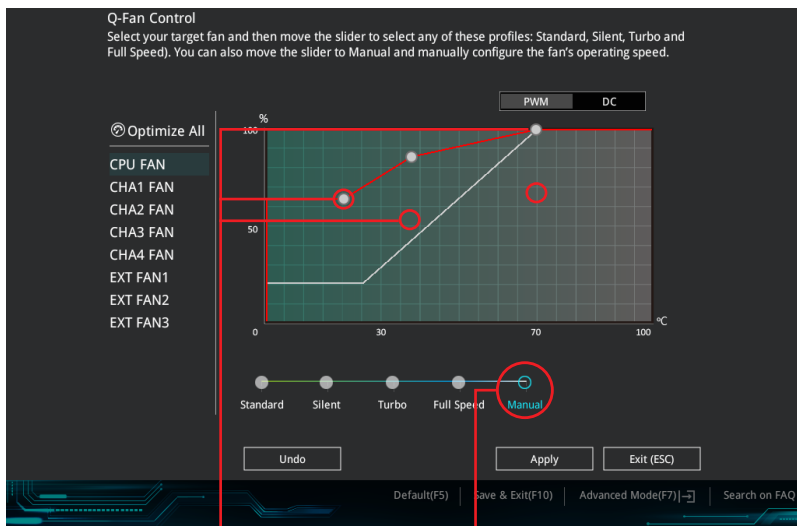 Q-Fan Control
Select your target fan and then move the slider to select any of these profiles: Standard, Silent, Turbo and
Full Speed). You can also move the slider to Manual and manually configure the fan's operating speed.
PWM DC
Optimize All
CPU FAN
CHA1 FAN
CHA2 FAN
CHA3 FAN
CHA4 FAN
EXT FAN1
EXT FAN2
EXT FAN3
%
100
50
0 30 70 100
°C
Standard Silent Turbo Full Speed Manual
Undo Apply Exit (ESC)
Default(F5) Save & Exit(F10) Advanced Mode(F7) Search on FAQ